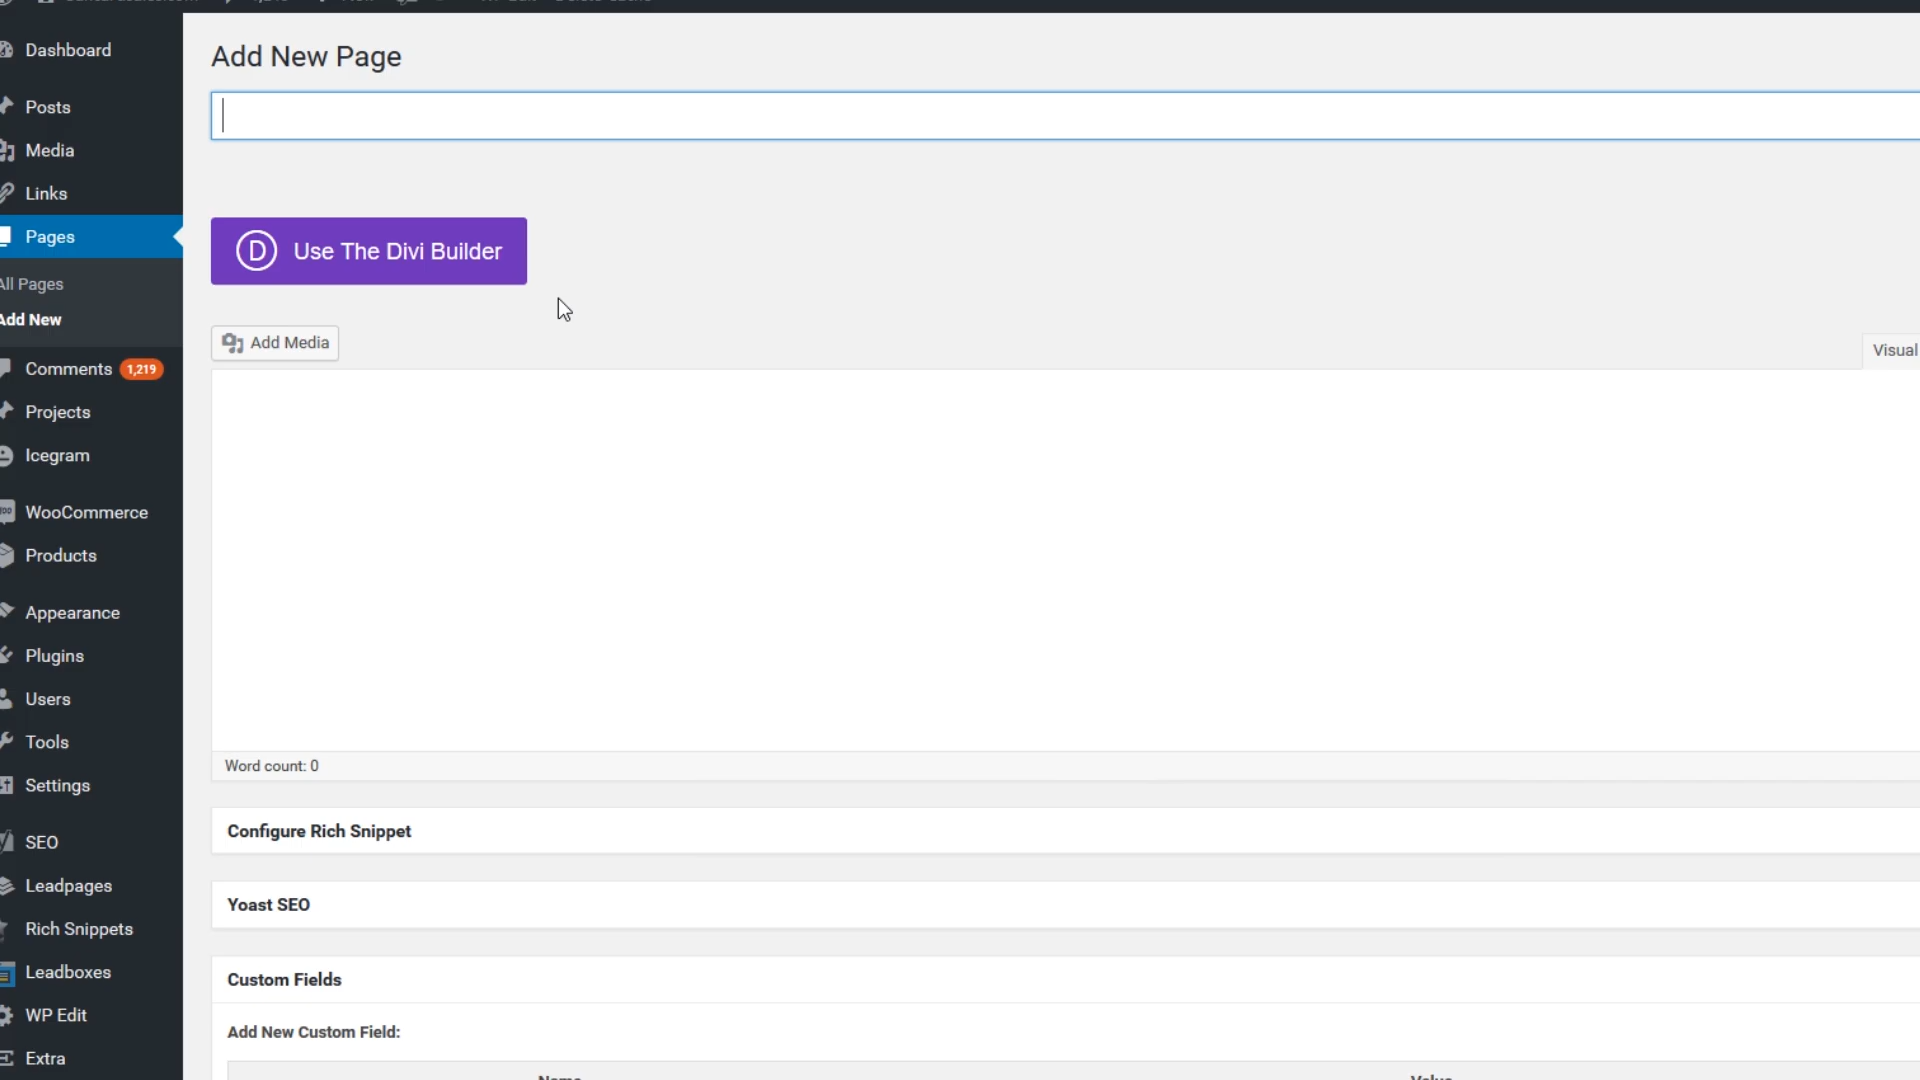 Dashboard
Posts
Media
Links
Pages
All Pages
Add New
Comments 1,219
Projects
Icegram
WooCommerce
Products
Appearance
Plugins
Users
Tools
Settings
SEO
Leadpages
Rich Snippets
Leadboxes
WP Edit
Extra
Add New Page
D Use The Divi Builder
Add Media
Visual
Word count: 0
Configure Rich Snippet
Yoast SEO
Custom Fields
Add New Custom Field:
Name Value